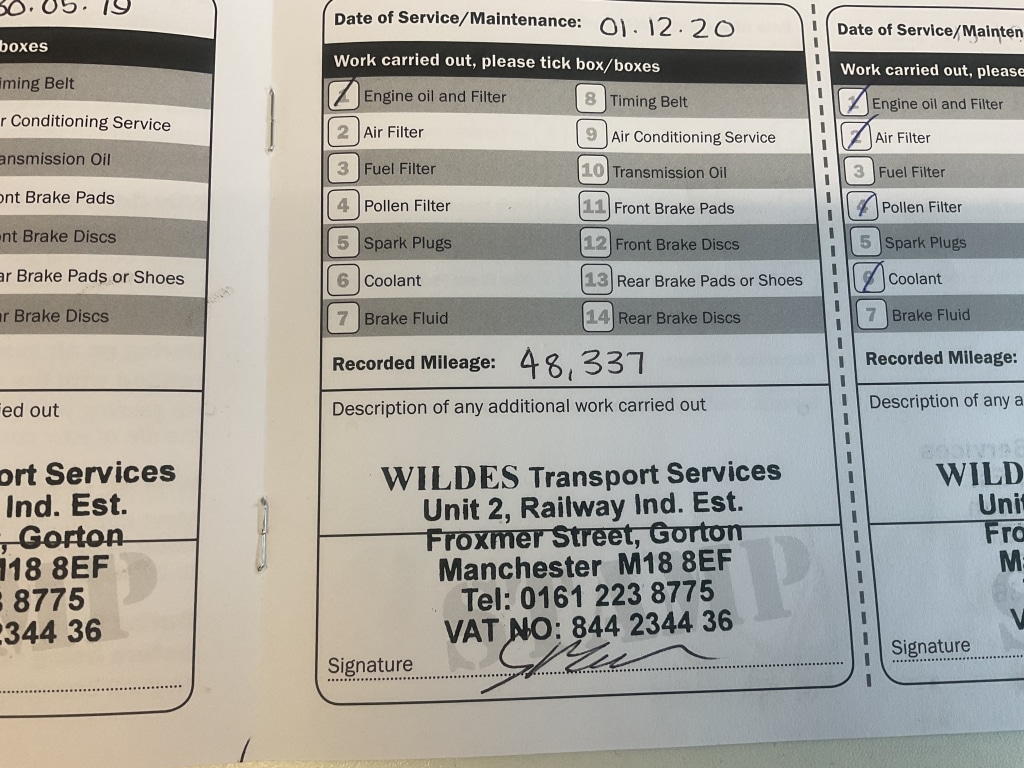 30.05.19
boxes
iming Belt
r Conditioning Service
ansmission Oil
ont Brake Pads
nt Brake Discs
ar Brake Pads or Shoes
r Brake Discs
ied out
ort Services
Ind. Est.
, Gorton
118 8EF
8775
2344 36
Date of Service/Maintenance: 01.12.20
Work carried out, please tick box/boxes
1 Engine oil and Filter
2 Air Filter
3 Fuel Filter
4 Pollen Filter
5 Spark Plugs
6 Coolant
7 Brake Fluid
8 Timing Belt
9 Air Conditioning Service
10 Transmission Oil
11 Front Brake Pads
12 Front Brake Discs
13 Rear Brake Pads or Shoes
14 Rear Brake Discs
Recorded Mileage: 48,337
Description of any additional work carried out
WILDES Transport Services
Unit 2, Railway Ind. Est.
Froxmer Street, Gorton
Manchester M18 8EF
Tel: 0161 223 8775
VAT NO: 844 2344 36
STAMP
Signature
Date of Service/Mainten
Work carried out, please
1 Engine oil and Filter
2 Air Filter
3 Fuel Filter
4 Pollen Filter
5 Spark Plugs
6 Coolant
7 Brake Fluid
Recorded Mileage:
Description of any a
WILD
Unit
Fro
Ma
V
Signature